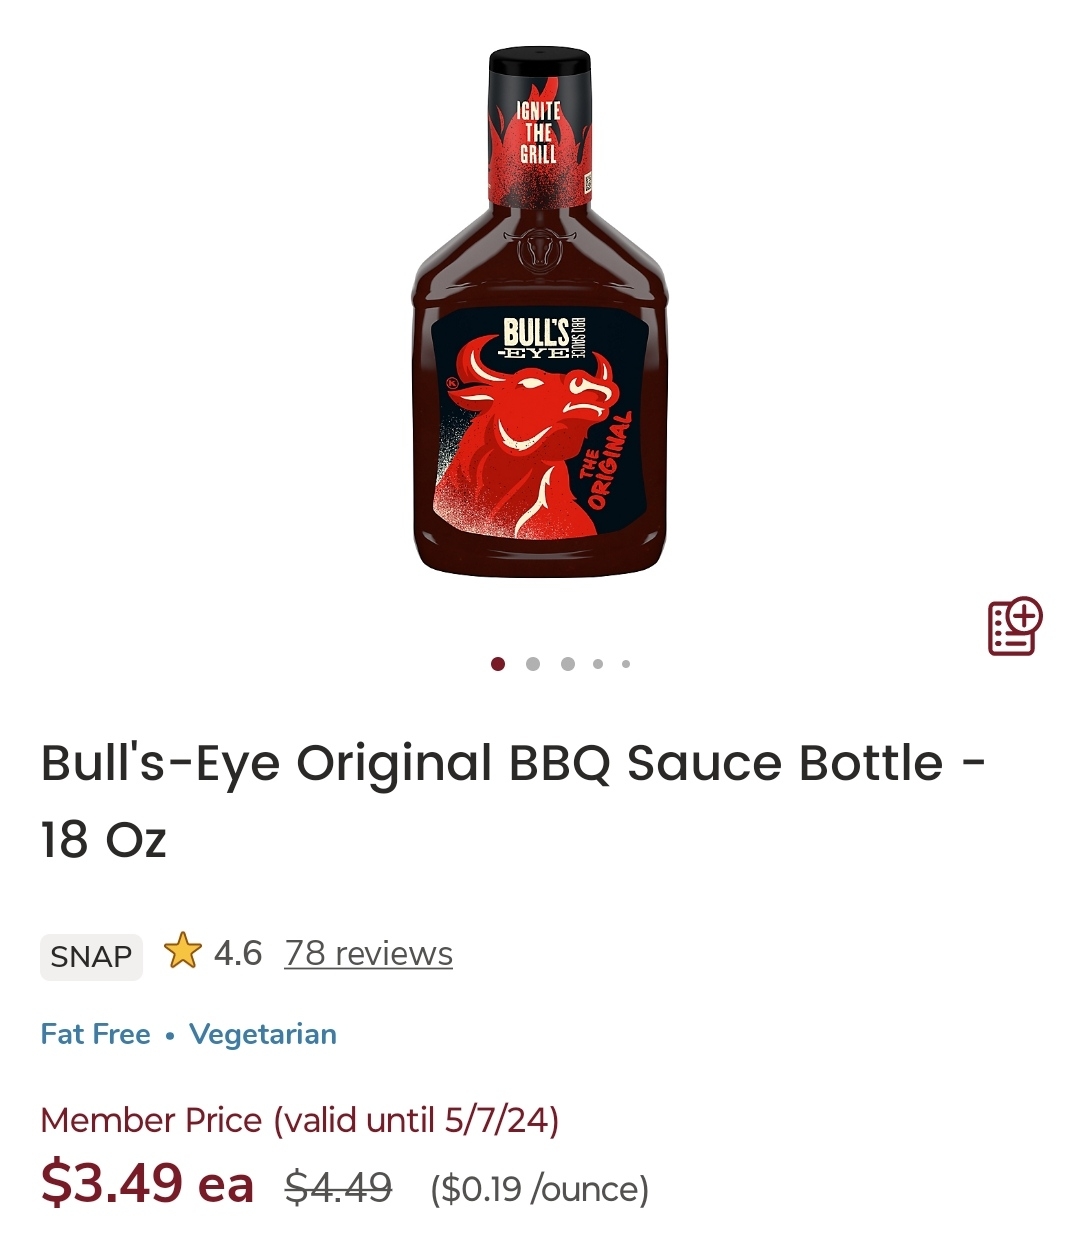 IGNITE
THE
GRILL
BULL'S
-EYE
BBQ SAUCE
K
THE
ORIGINAL
Bull's-Eye Original BBQ Sauce Bottle -
18 Oz
SNAP 4.6 78 reviews
Fat Free • Vegetarian
Member Price (valid until 5/7/24)
$3.49 ea $4.49 ($0.19 /ounce)